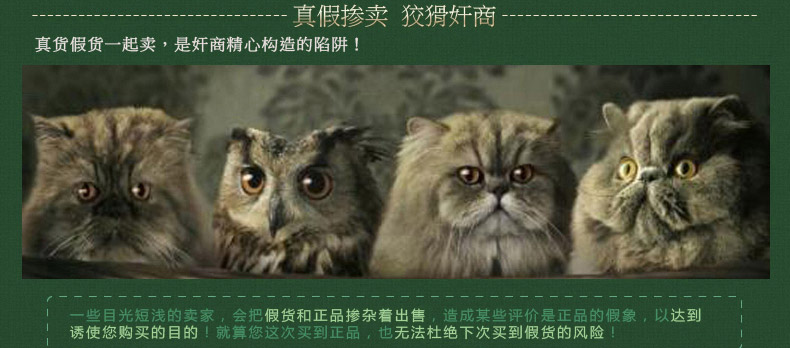 真假掺卖 狡猾奸商
真货假货一起卖，是奸商精心构造的陷阱！
一些目光短浅的卖家，会把假货和正品掺杂着出售，造成某些评价是正品的假象，以达到
诱使您购买的目的！就算您这次买到正品，也无法杜绝下次买到假货的风险！